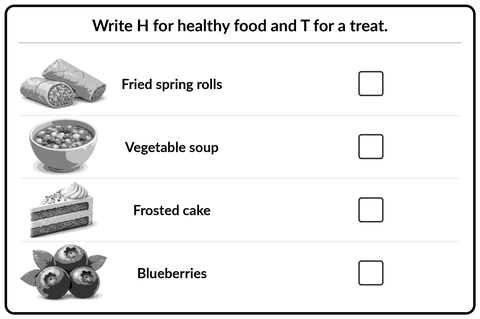 Write H for healthy food and T for a treat.
Fried spring rolls
Vegetable soup
Frosted cake
Blueberries